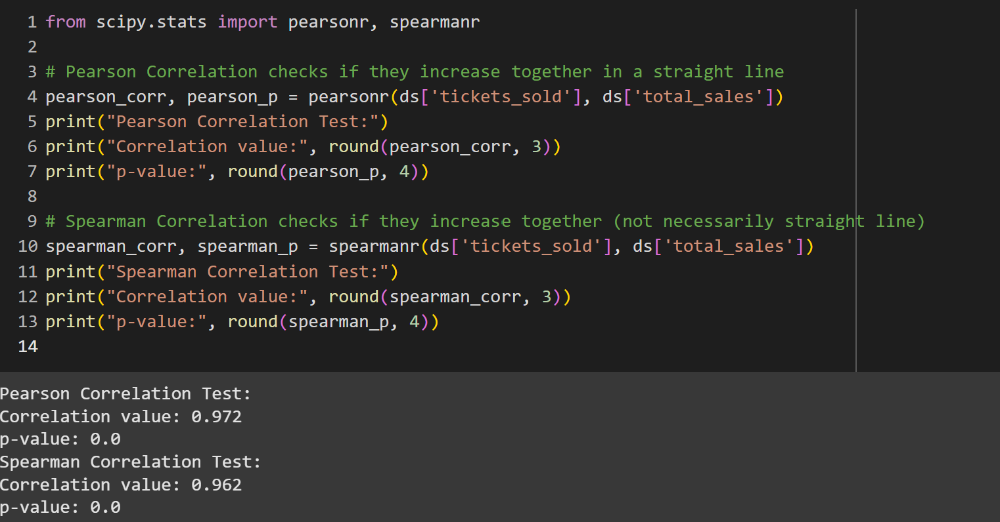 1 from scipy.stats import pearsonr, spearmanr
2
3 # Pearson Correlation checks if they increase together in a straight line
4 pearson_corr, pearson_p = pearsonr(ds['tickets_sold'], ds['total_sales'])
5 print("Pearson Correlation Test:")
6 print("Correlation value:", round(pearson_corr, 3))
7 print("p-value:", round(pearson_p, 4))
8
9 # Spearman Correlation checks if they increase together (not necessarily straight line)
10 spearman_corr, spearman_p = spearmanr(ds['tickets_sold'], ds['total_sales'])
11 print("Spearman Correlation Test:")
12 print("Correlation value:", round(spearman_corr, 3))
13 print("p-value:", round(spearman_p, 4))
14
Pearson Correlation Test:
Correlation value: 0.972
p-value: 0.0
Spearman Correlation Test:
Correlation value: 0.962
p-value: 0.0